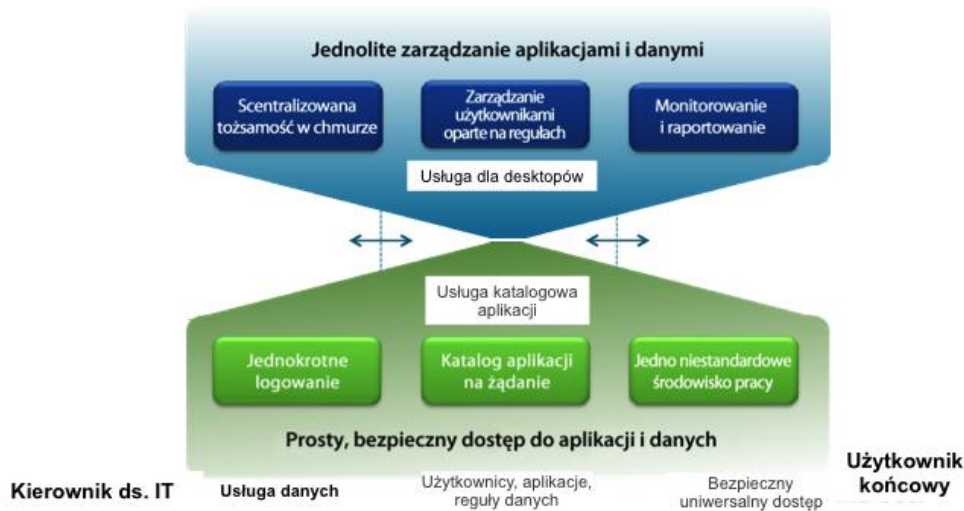 Jednolite zarządzanie aplikacjami i danymi
Scentralizowana
tożsamość w chmurze
Zarządzanie
użytkownikami
oparte na regułach
Monitorowanie
i raportowanie
Usługa dla desktopów
Usługa katalogowa
aplikacji
Jednokrotne
logowanie
Katalog aplikacji
na żądanie
Jedno niestandardowe
środowisko pracy
Prosty, bezpieczny dostęp do aplikacji i danych
Kierownik ds. IT
Usługa danych
Użytkownicy, aplikacje,
reguły danych
Bezpieczny
uniwersalny dostęp
Użytkownik
końcowy